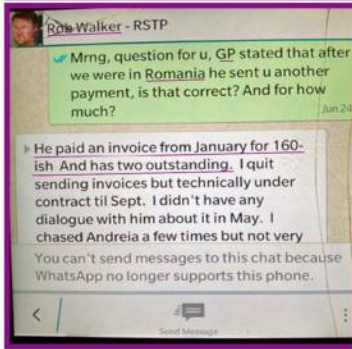 Rob Walker - RSTP
Mrng, question for u, GP stated that after
we were in Romania he sent u another
payment, is that correct? And for how
much?
Jun 24
He paid an invoice from January for 160-
ish And has two outstanding. I quit
sending invoices but technically under
contract til Sept. I didn't have any
dialogue with him about it in May. I
chased Andreia a few times but not very
You can't send messages to this chat because
WhatsApp no longer supports this phone.
Send Message